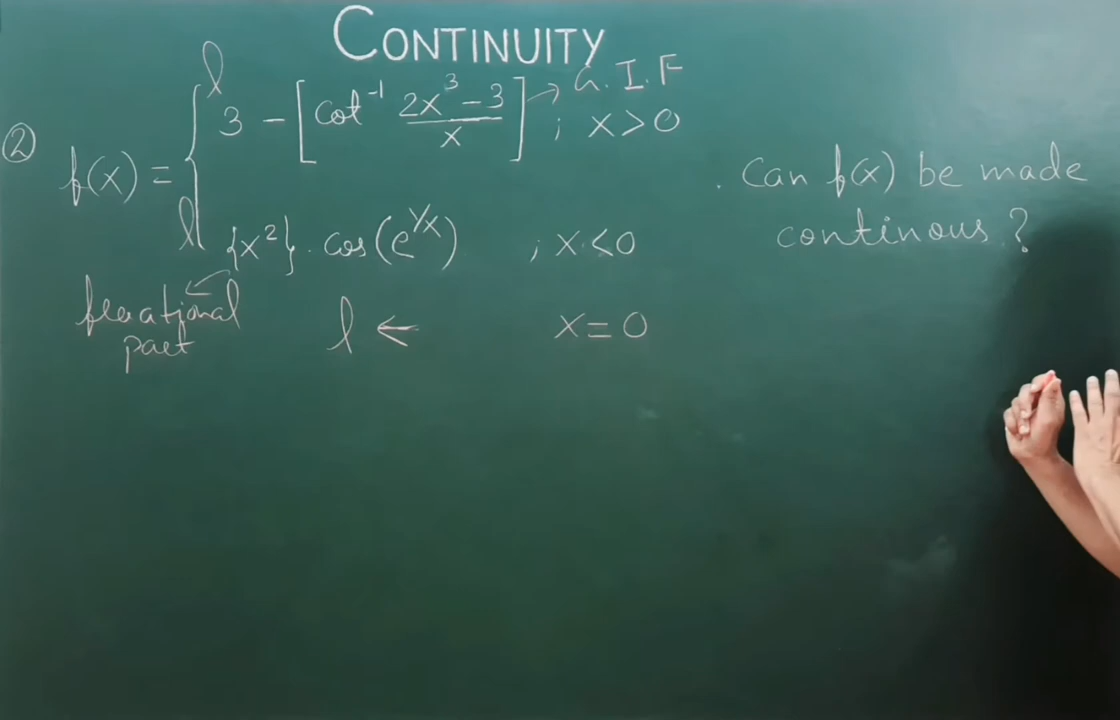 CONTINUITY
② f(x) = { l 3 - [cot⁻¹ (2x³ - 3)/x] → G.I.F ; x > 0
l {x²} . cos(e^(1/x)) ; x < 0
fractional part
l ← x = 0
. Can f(x) be made
continous ?